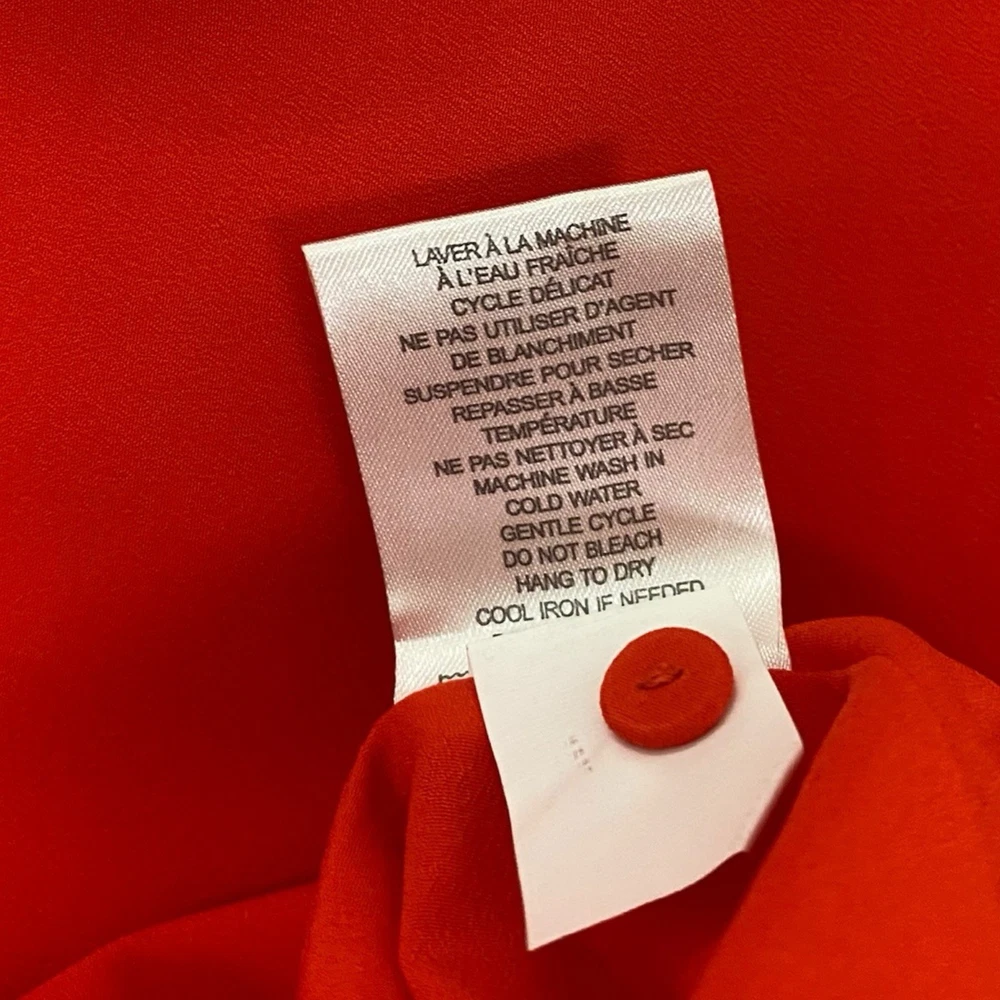 LAVER À LA MACHINE
À L'EAU FRAÎCHE
CYCLE DÉLICAT
NE PAS UTILISER D'AGENT
DE BLANCHIMENT
SUSPENDRE POUR SECHER
REPASSER À BASSE
TEMPÉRATURE
NE PAS NETTOYER À SEC
MACHINE WASH IN
COLD WATER
GENTLE CYCLE
DO NOT BLEACH
HANG TO DRY
COOL IRON IF NEEDED